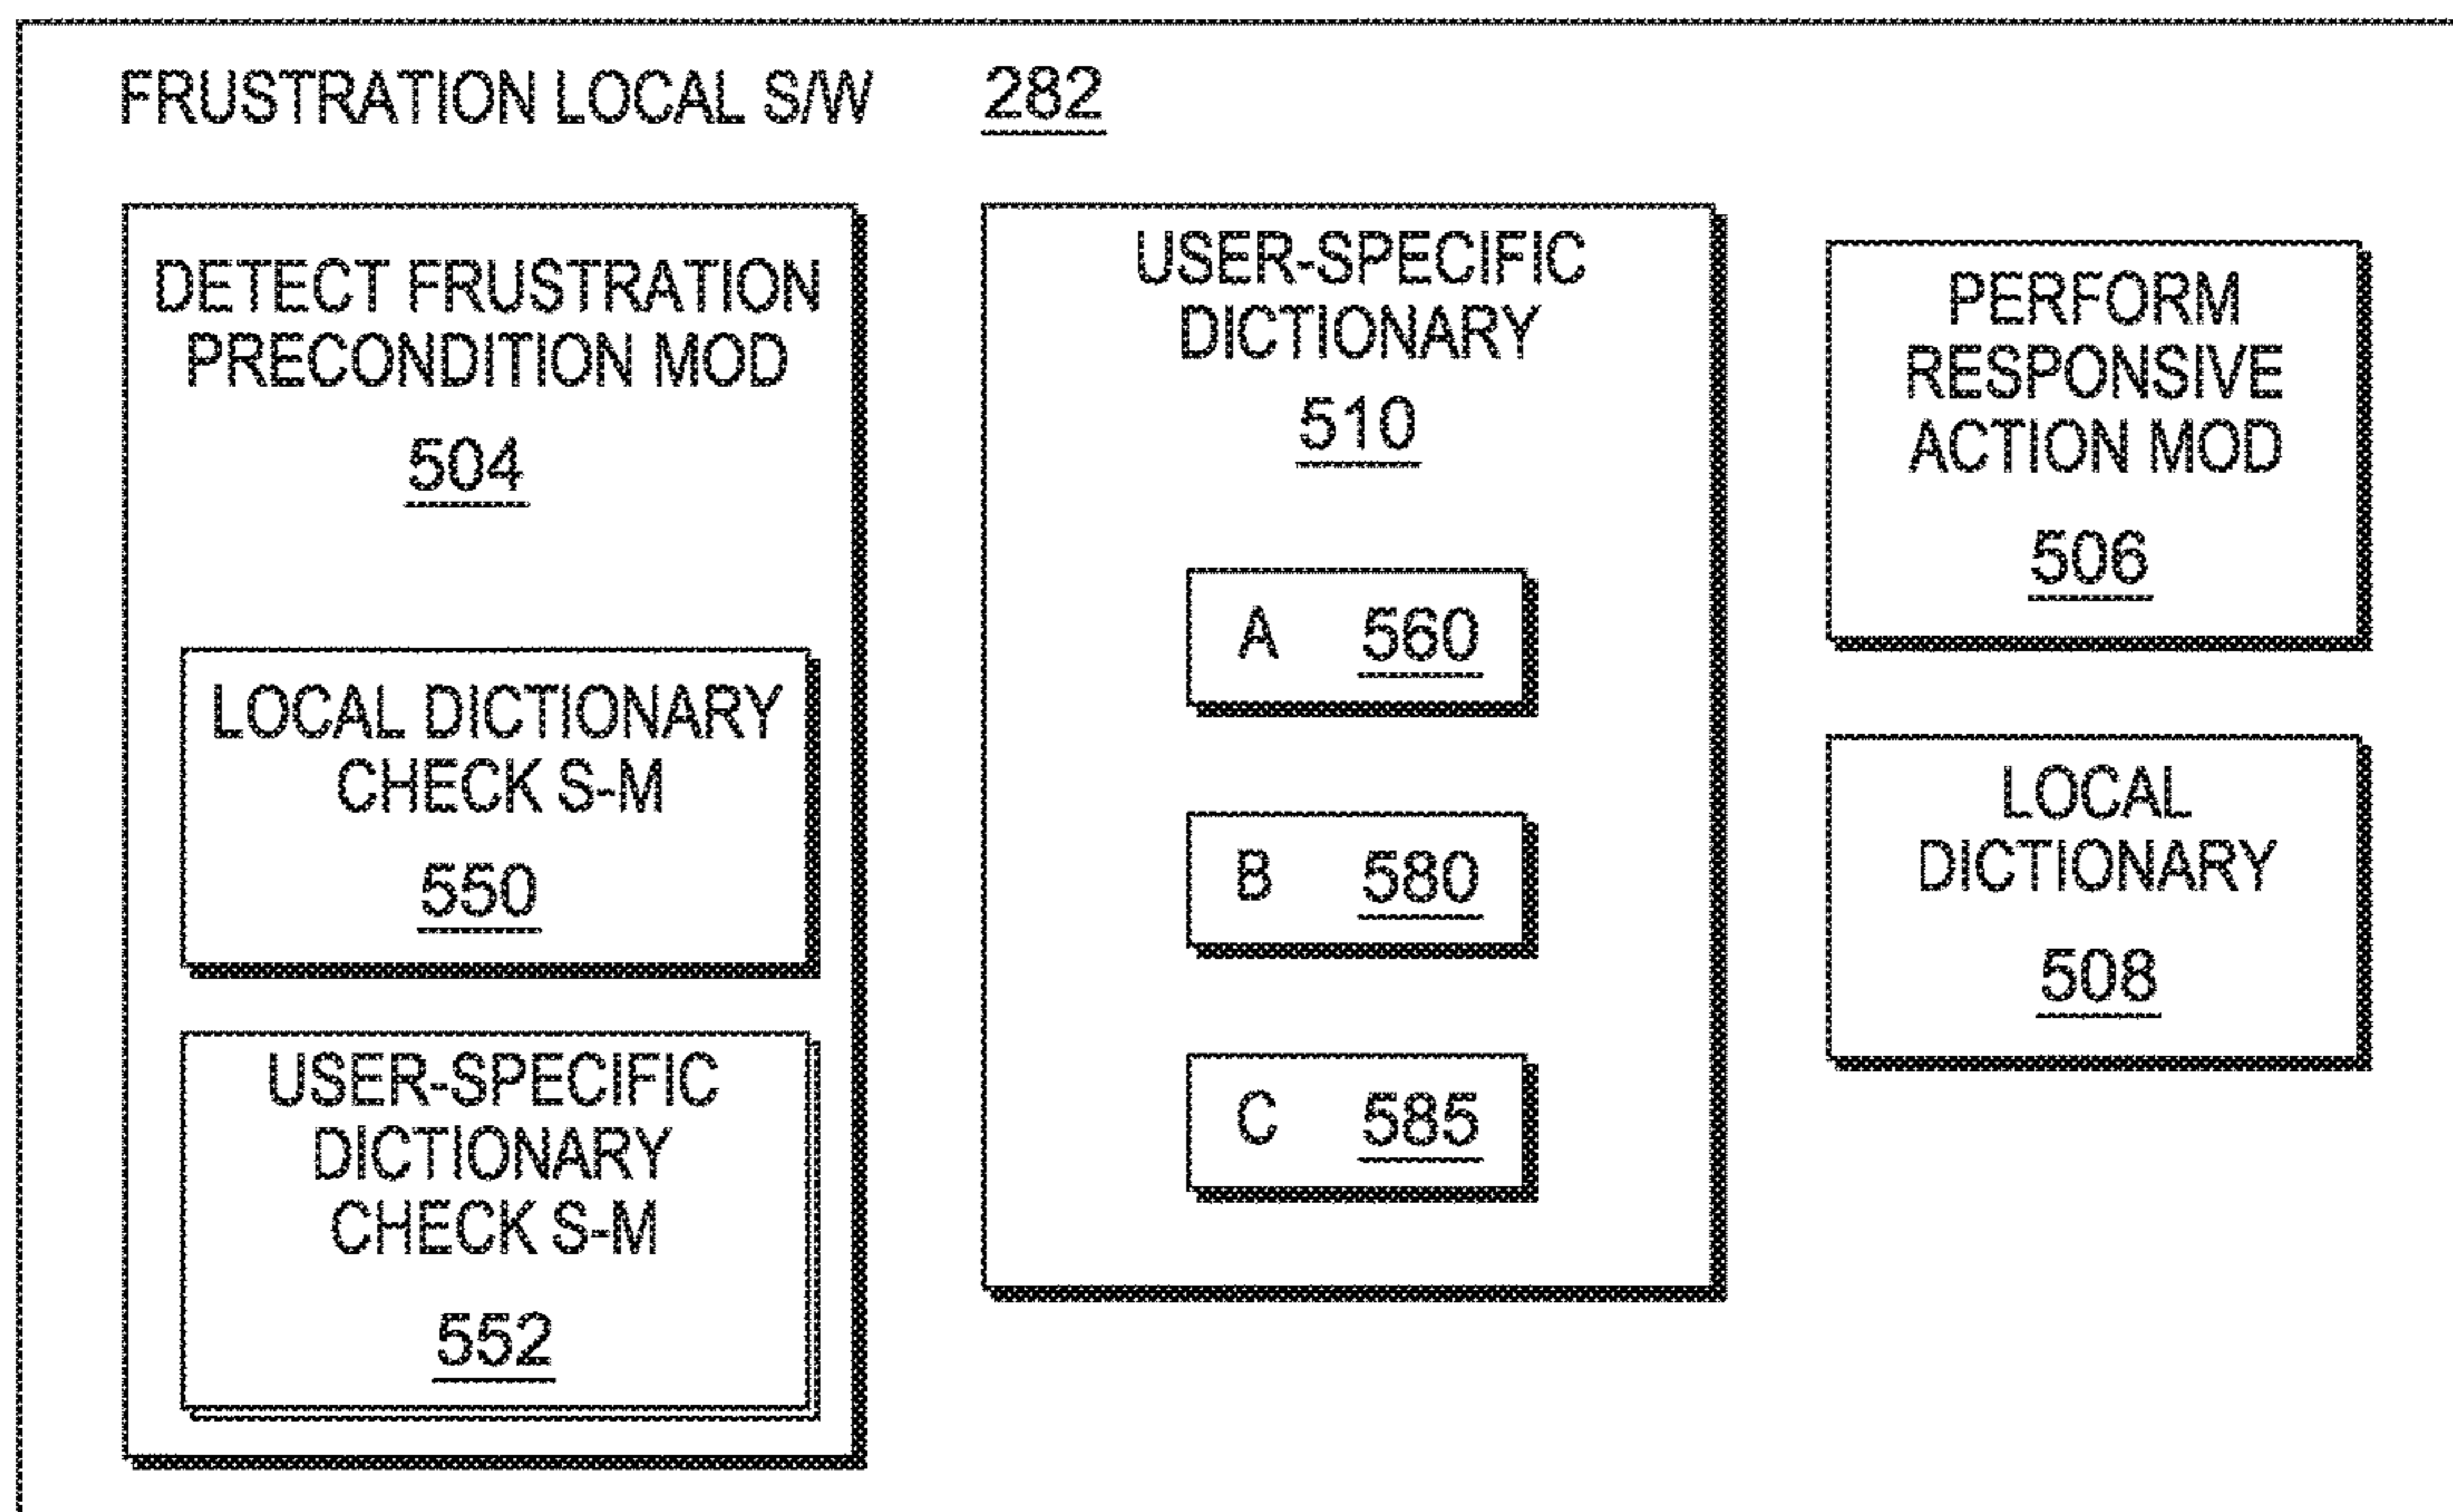 FRUSTRATION LOCAL S/W 282
DETECT FRUSTRATION
PRECONDITION MOD
504
LOCAL DICTIONARY
CHECK S-M
550
USER-SPECIFIC
DICTIONARY
CHECK S-M
552
USER-SPECIFIC
DICTIONARY
510
A 560
B 580
C 585
PERFORM
RESPONSIVE
ACTION MOD
506
LOCAL
DICTIONARY
508